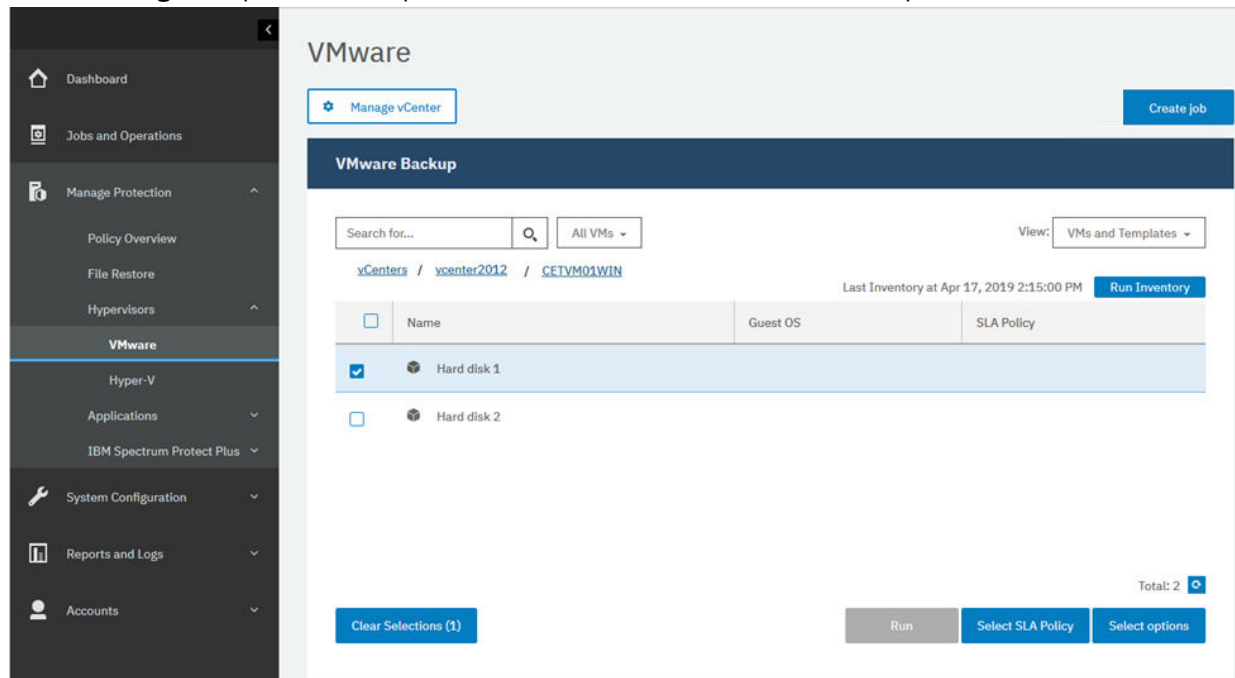 VMware
Dashboard
Manage vCenter
Create job
Jobs and Operations
VMware Backup
Manage Protection
Search for...
All VMs
View:
VMs and Templates
Policy Overview
vCenters / vcenter2012 / CETVM01WIN
File Restore
Last Inventory at Apr 17, 2019 2:15:00 PM
Run Inventory
Hypervisors
Name
Guest OS
SLA Policy
VMware
Hard disk 1
Hyper-V
Applications
Hard disk 2
IBM Spectrum Protect Plus
System Configuration
Reports and Logs
Total: 2
Accounts
Clear Selections (1)
Run
Select SLA Policy
Select options